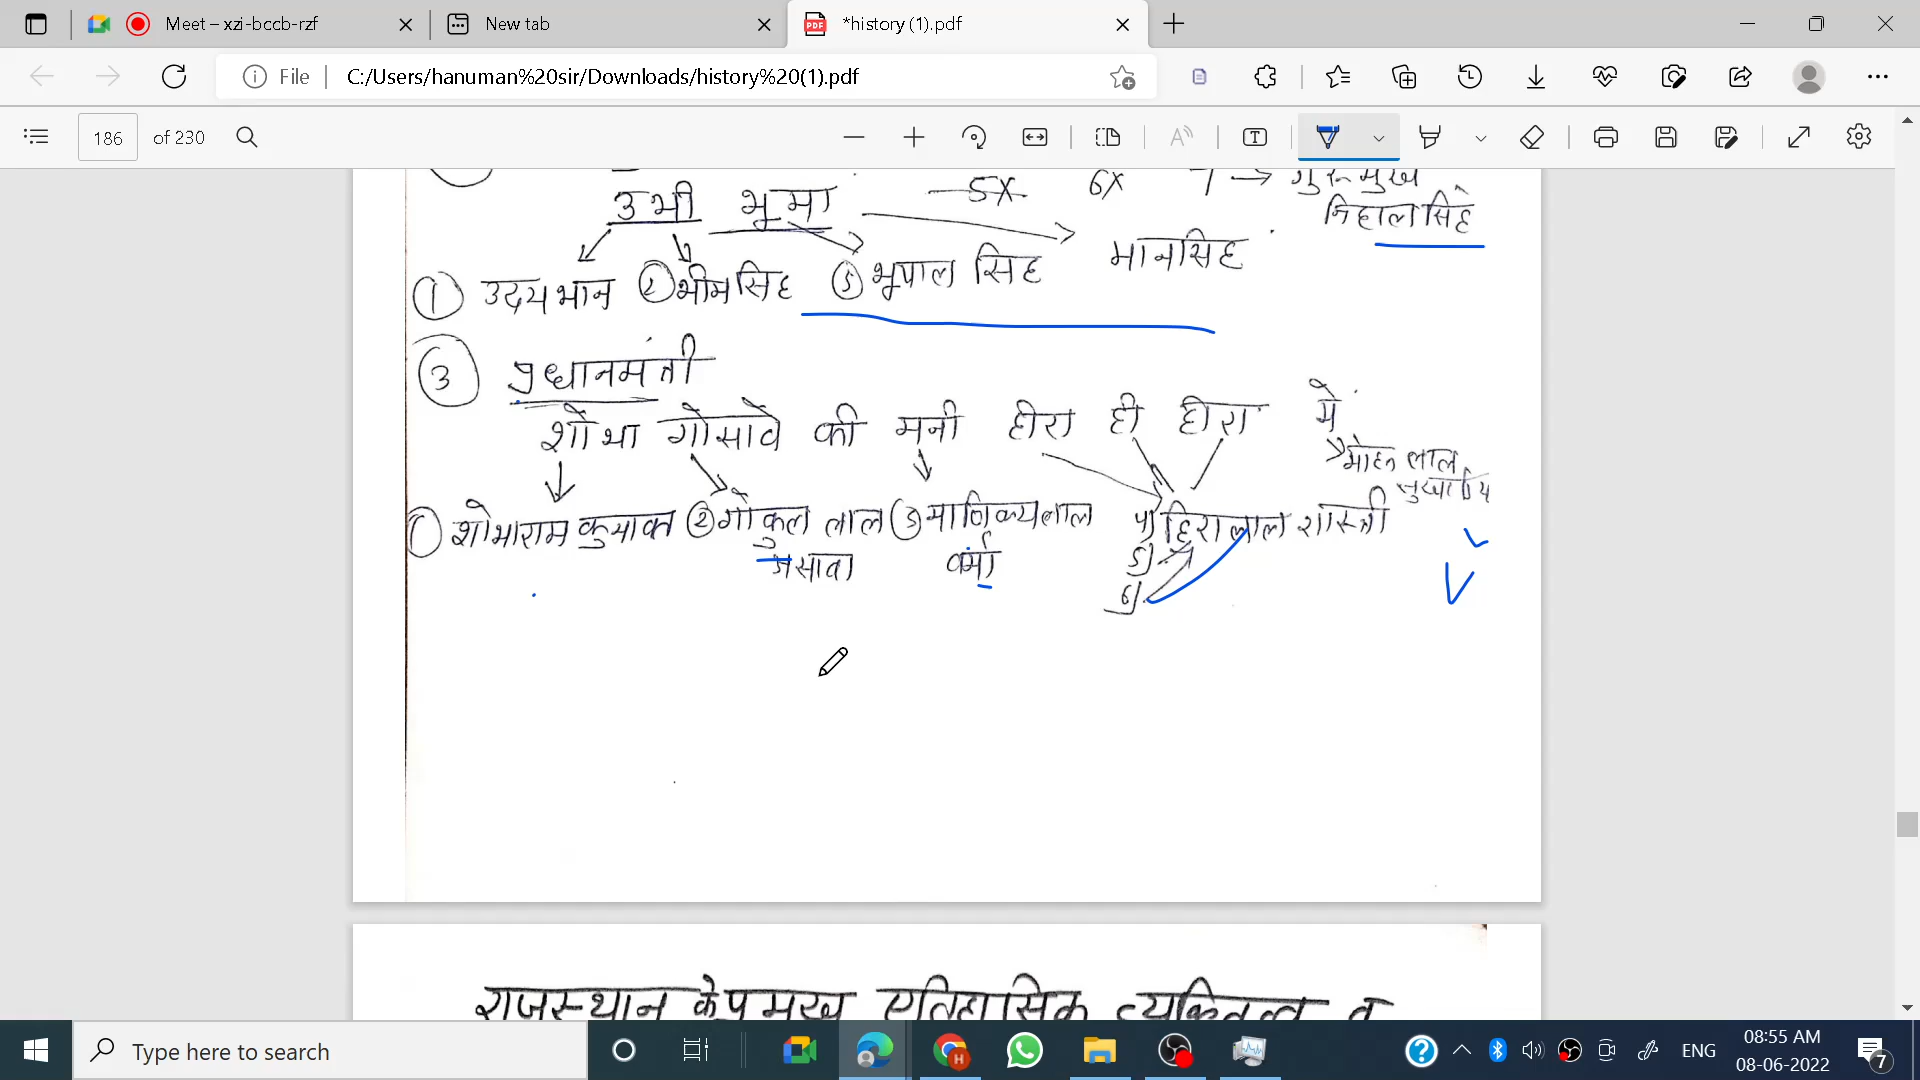 Meet – xzi-bccb-rzf
New tab
*history (1).pdf
File
C:/Users/hanuman%20sir/Downloads/history%20(1).pdf
186 of 230
उभी भूमा 5X 6X 7 → गुरुमुख
निहालसिंह
① उदयभान ② भीमसिंह ⑤ भूपाल सिंह मानसिंह
③ प्रधानमंत्री
शोभा गोसावे की मनी हीरा ही हीरा में
मोहन लाल
सुखाडिय
① शोभाराम कुमावत ② गोकुल लाल ③ माणिक्यलाल 4) हिरालाल शास्त्री
असावा वर्मा 5)
6)
राजस्थान के प्रमुख ऐतिहासिक व्यक्तित्व व
Type here to search
ENG
08:55 AM
08-06-2022
7